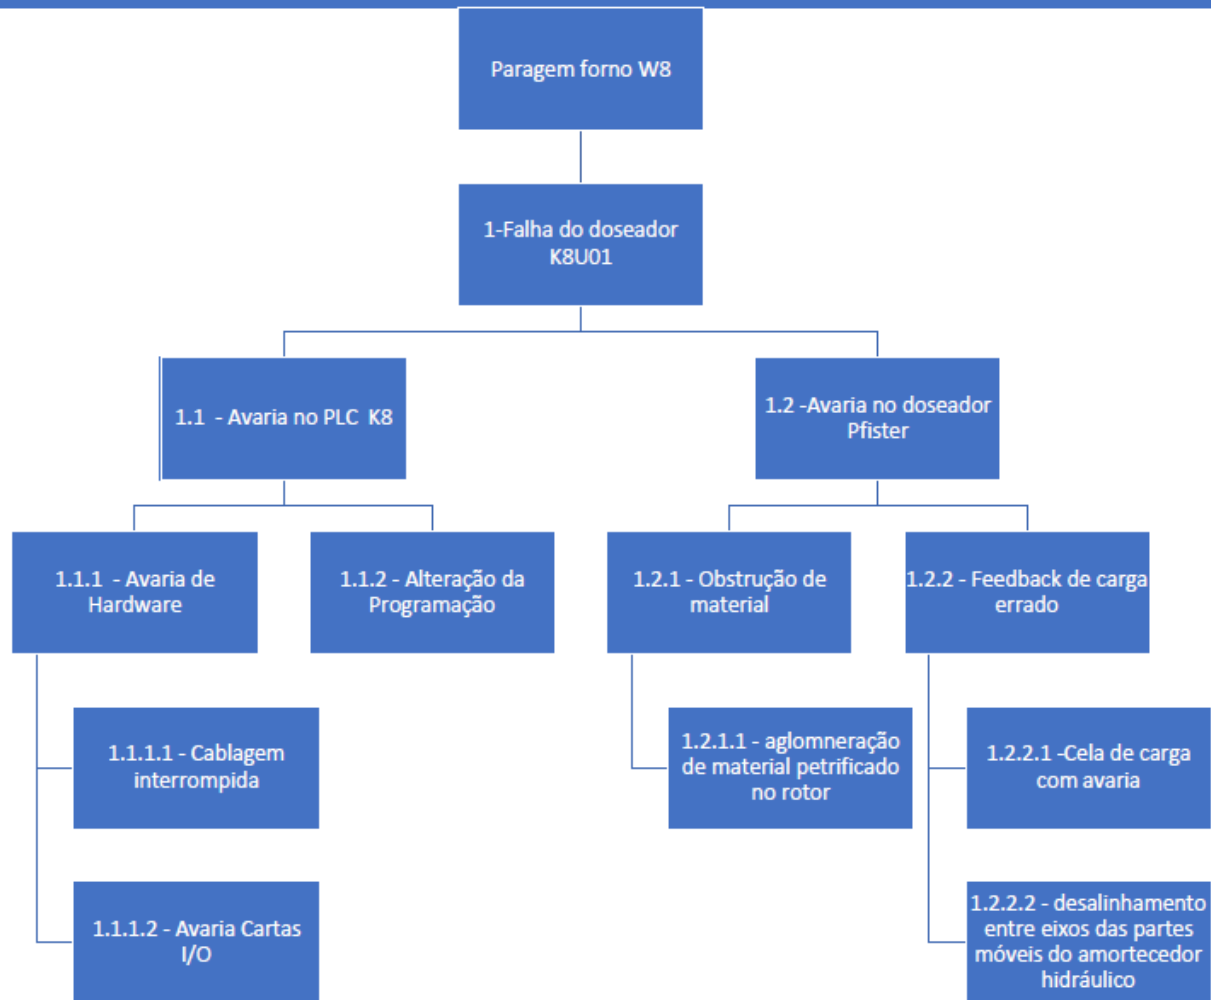 Paragem forno W8
1-Falha do doseador
K8U01
1.1  - Avaria no PLC  K8
1.2 -Avaria no doseador
Pfister
1.1.1  - Avaria de
Hardware
1.1.2 - Alteração da
Programação
1.2.1 - Obstrução de
material
1.2.2 - Feedback de carga
errado
1.1.1.1 - Cablagem
interrompida
1.2.1.1 - aglomneração
de material petrificado
no rotor
1.2.2.1 -Cela de carga
com avaria
1.1.1.2 - Avaria Cartas
I/O
1.2.2.2 - desalinhamento
entre eixos das partes
móveis do amortecedor
hidráulico